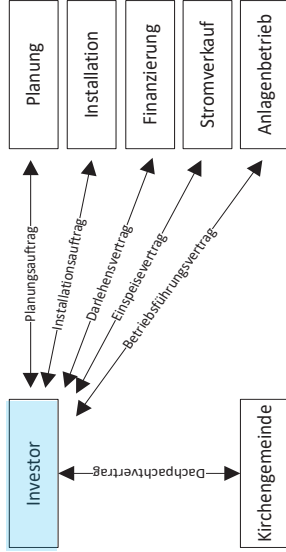 Investor
Planungsauftrag
Planung
Installationsauftrag
Installation
Darlehensvertrag
Finanzierung
Einspeisevertrag
Stromverkauf
Betriebsführungsvertrag
Anlagenbetrieb
Dachpachtvertrag
Kirchengemeinde